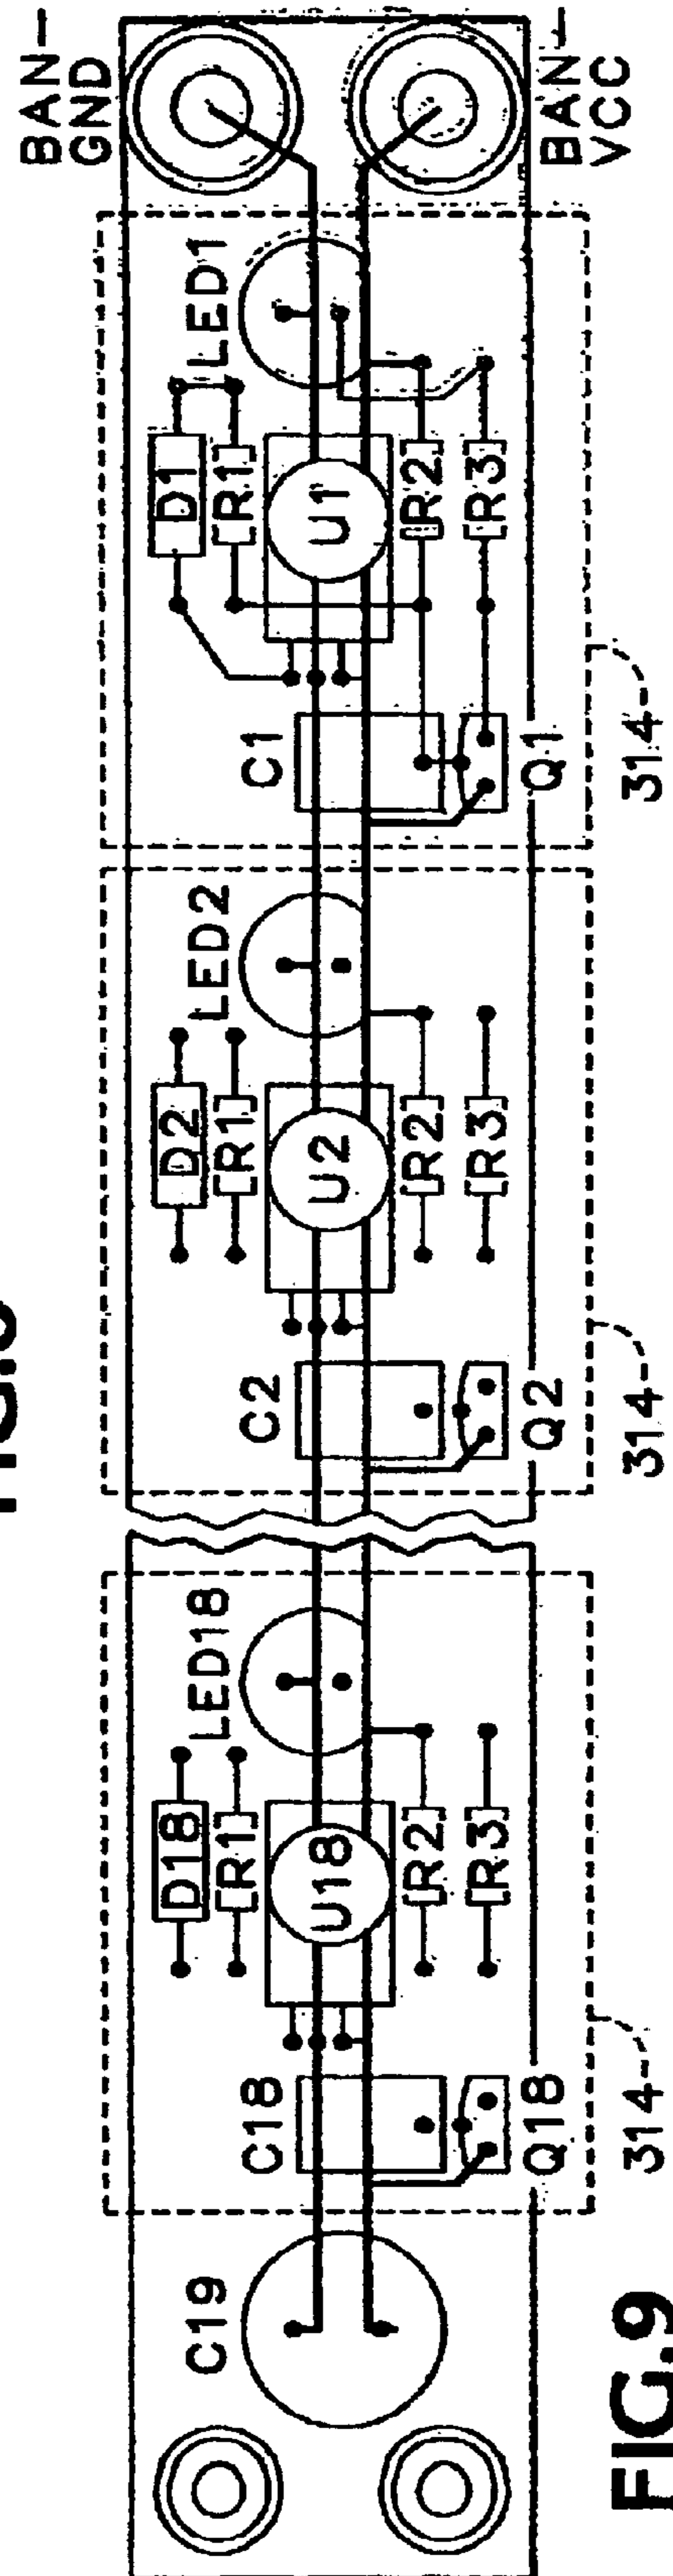 BAN-
GND
BAN-
VCC
LED1
D1
R1
U1
R2
R3
C1
Q1
314
LED2
D2
R1
U2
R2
R3
C2
Q2
314
LED18
D18
R1
U18
R2
R3
C18
Q18
314
C19
FIG.9